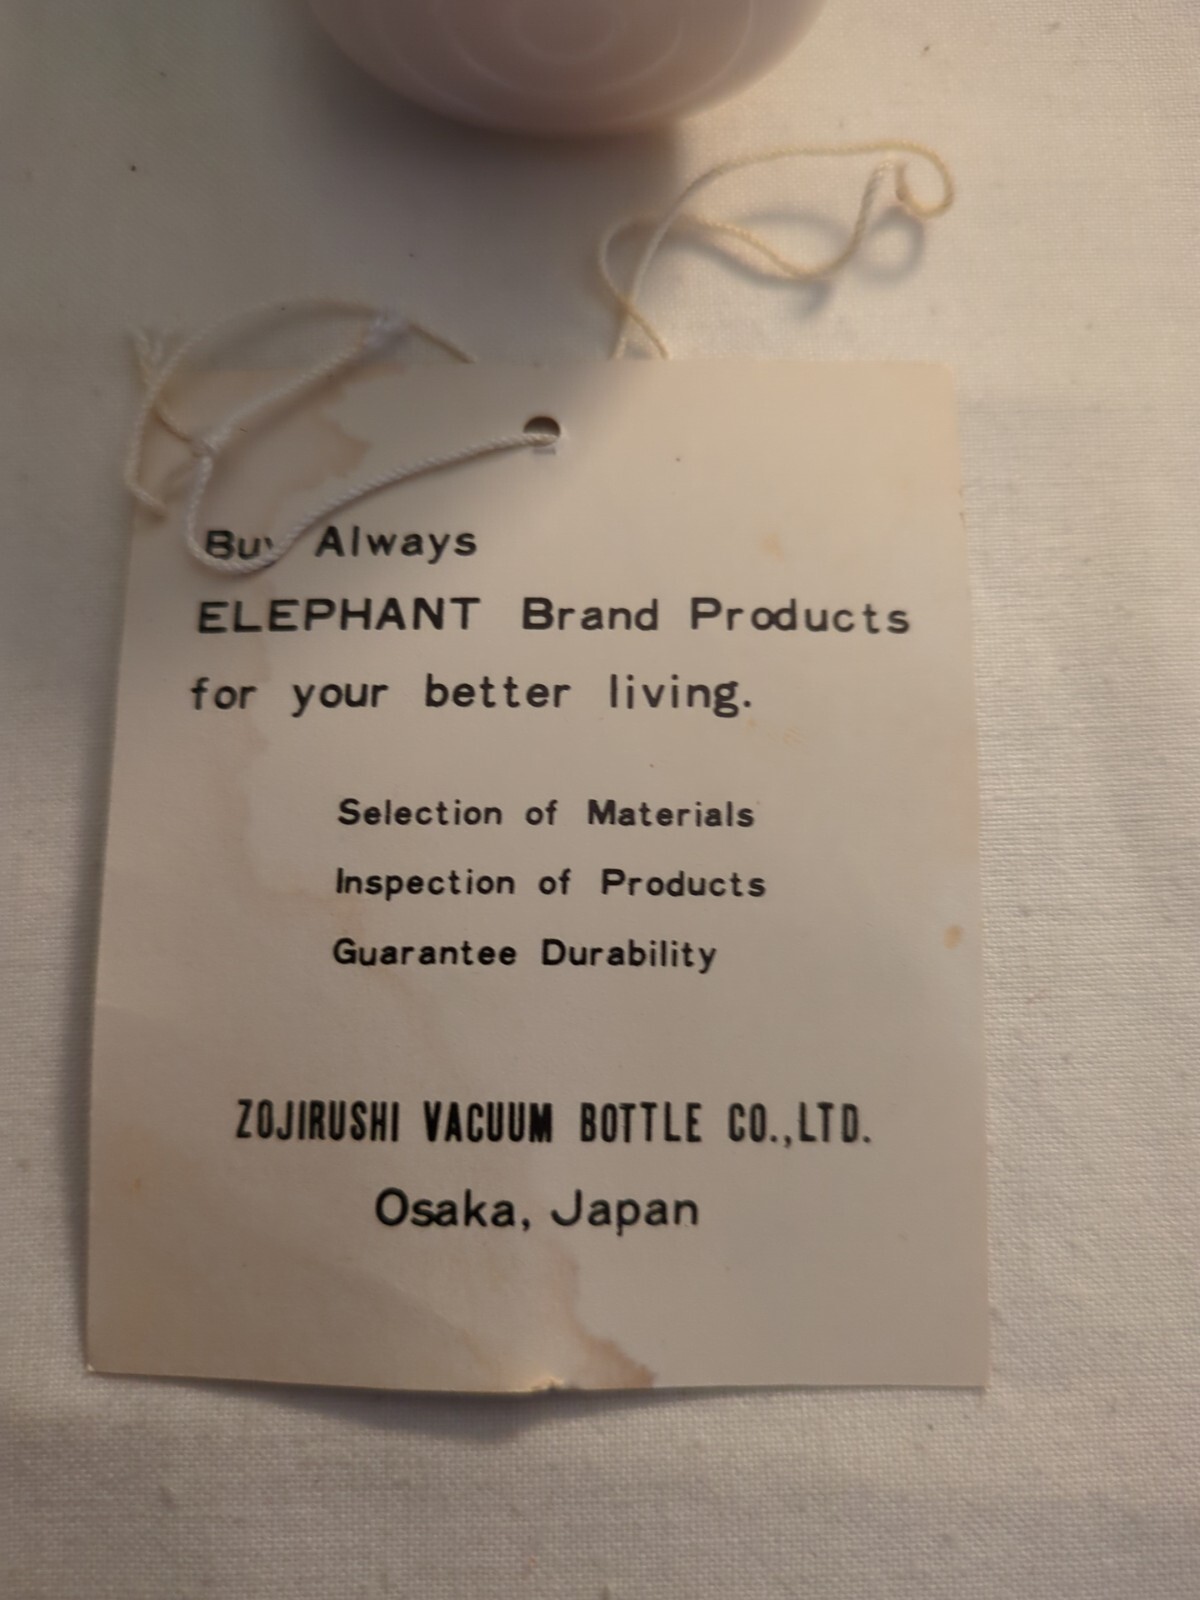 Buy Always
ELEPHANT Brand Products
for your better living.
Selection of Materials
Inspection of Products
Guarantee Durability
ZOJIRUSHI VACUUM BOTTLE CO.,LTD.
Osaka, Japan